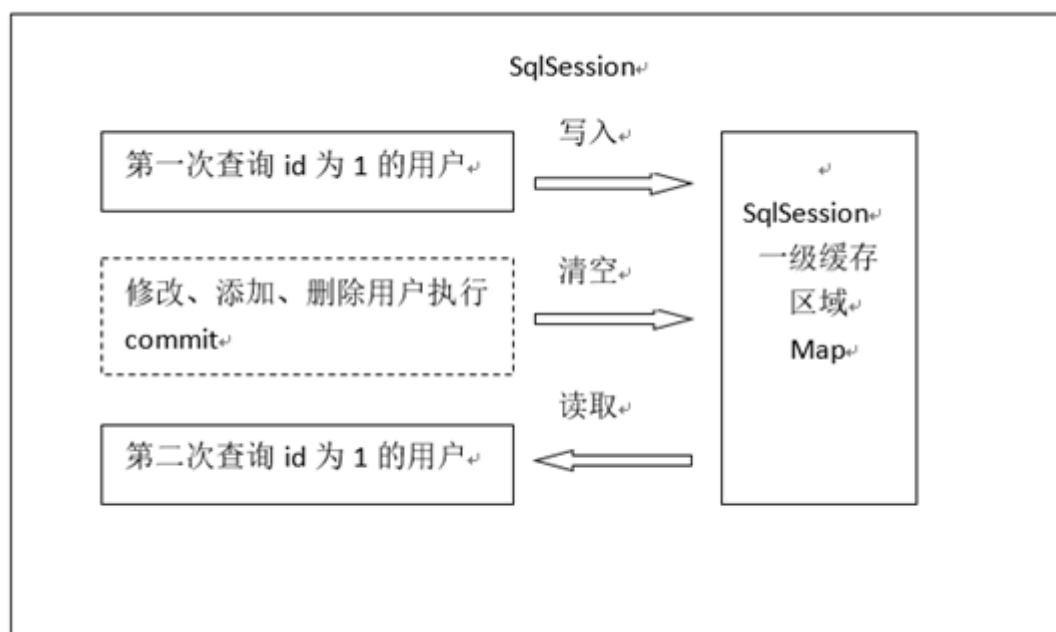 SqlSession
写入
第一次查询 id 为 1 的用户
SqlSession
一级缓存
区域
Map
清空
修改、添加、删除用户执行
commit
读取
第二次查询 id 为 1 的用户